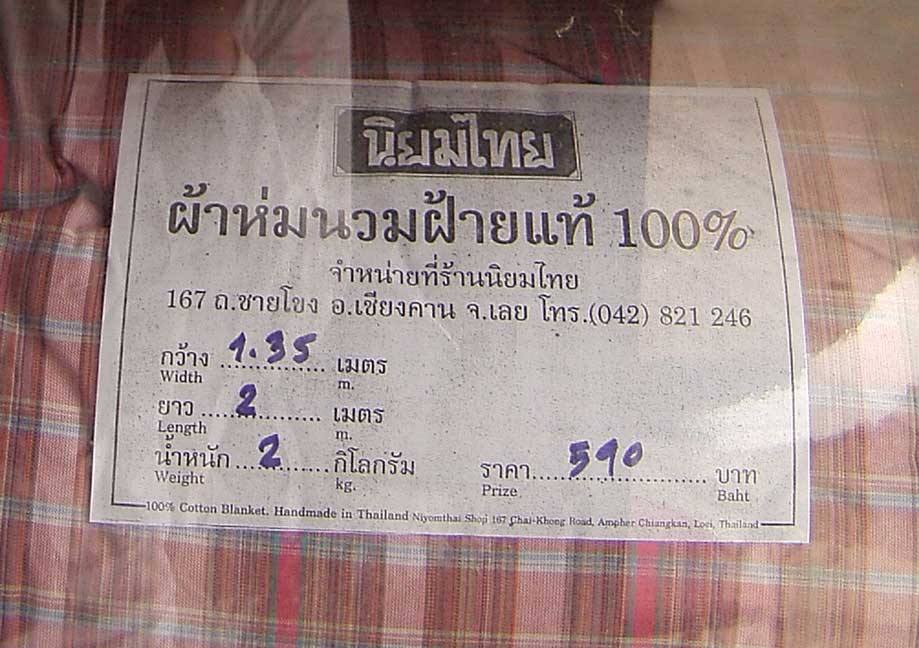 นิยมไทย
ผ้าห่มนวมฝ้ายแท้ 100%
จำหน่ายที่ร้านนิยมไทย
167 ถ.ชายโขง อ.เชียงคาน จ.เลย โทร.(042) 821 246
กว้าง 1.35 เมตร
Width m.
ยาว 2 เมตร
Length m.
น้ำหนัก 2 กิโลกรัม ราคา 590 บาท
Weight kg. Prize Baht
100% Cotton Blanket. Handmade in Thailand Niyomthai Shop 167 Chai-Khong Road, Ampher Chiangkan, Loei, Thailand